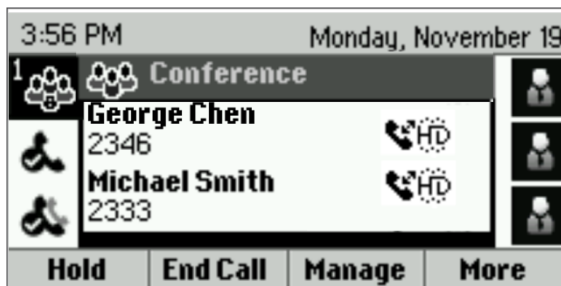 3:56 PM Monday, November 19
1 Conference
George Chen
2346 HD
Michael Smith HD
2333
Hold End Call Manage More